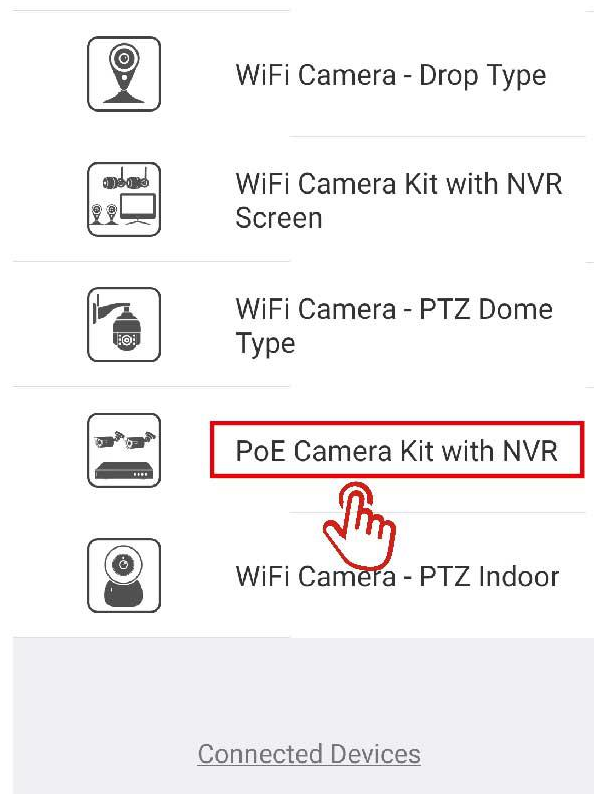 WiFi Camera - Drop Type
WiFi Camera Kit with NVR
Screen
WiFi Camera - PTZ Dome
Type
PoE Camera Kit with NVR
WiFi Camera - PTZ Indoor
Connected Devices